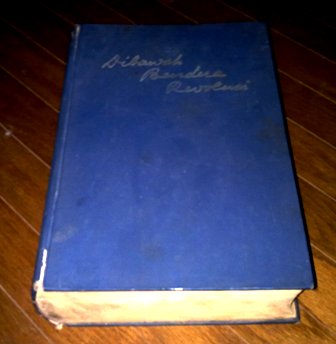 Dibawah
Bendera
Revolusi